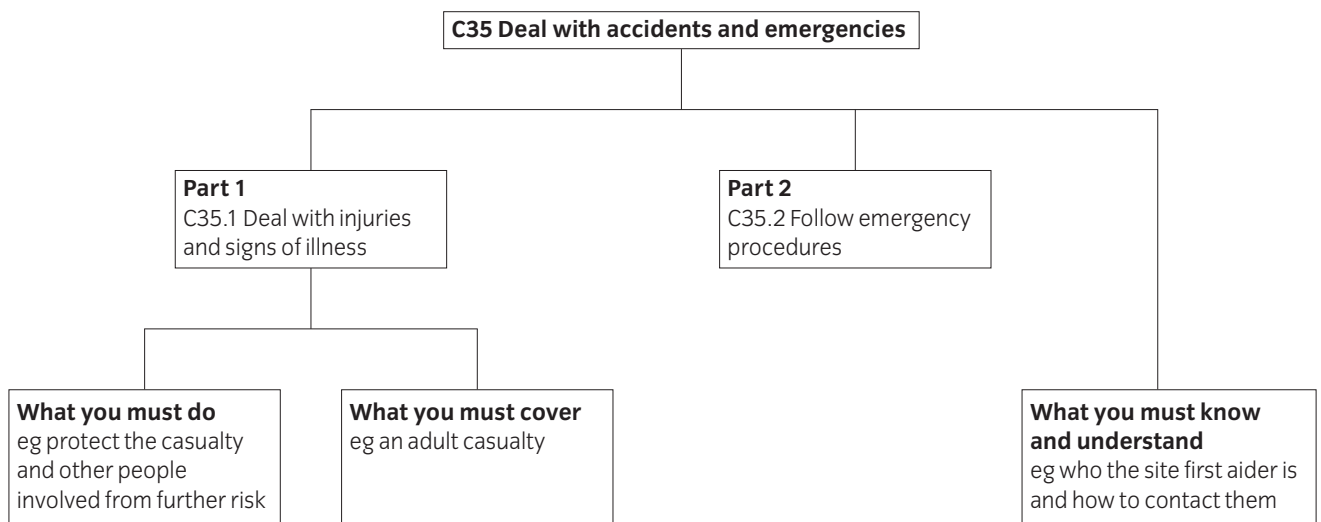 C35 Deal with accidents and emergencies
Part 1
C35.1 Deal with injuries
and signs of illness
Part 2
C35.2 Follow emergency
procedures
What you must do
eg protect the casualty
and other people
involved from further risk
What you must cover
eg an adult casualty
What you must know
and understand
eg who the site first aider is
and how to contact them